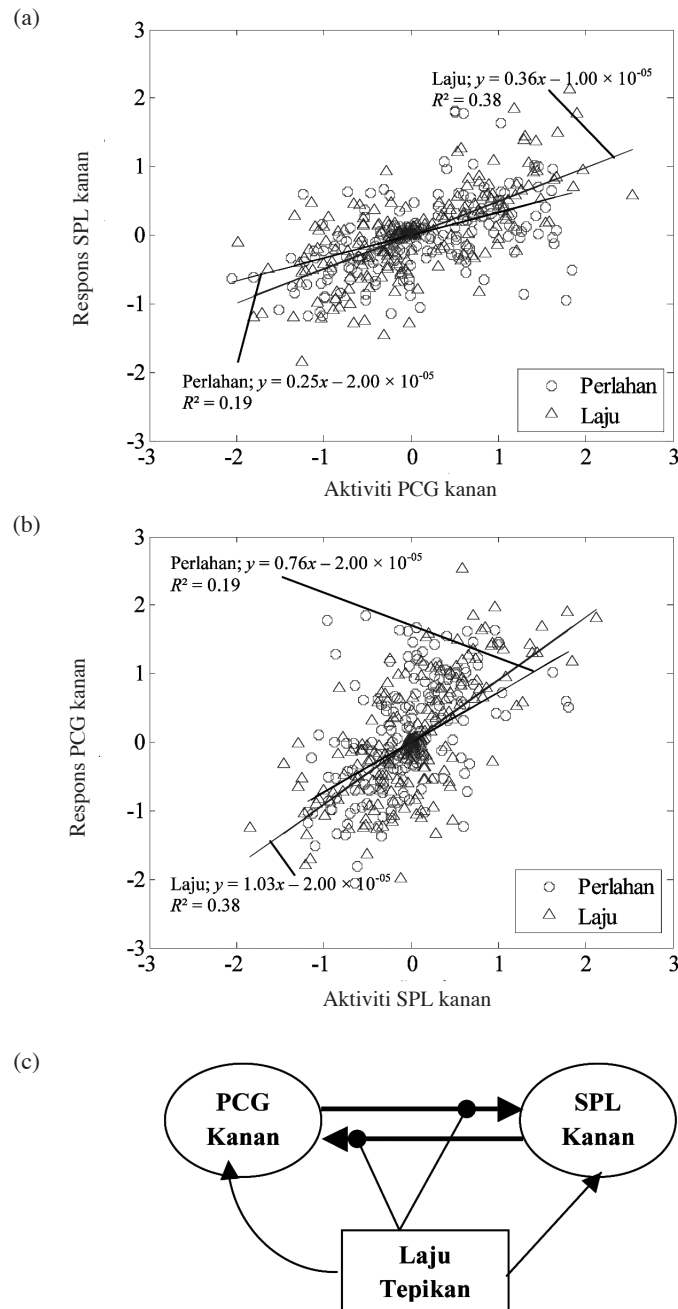 (a)
3
2
1
0
-1
-2
-3
Respons SPL kanan
Laju; y = 0.36x – 1.00 × 10⁻⁰⁵
R² = 0.38
Perlahan; y = 0.25x – 2.00 × 10⁻⁰⁵
R² = 0.19
Perlahan
Laju
3 -2 -1 0 1 2 3
Aktiviti PCG kanan
(b)
3
2
1
0
-1
-2
-3
Respons PCG kanan
Perlahan; y = 0.76x – 2.00 × 10⁻⁰⁵
R² = 0.19
Laju; y = 1.03x – 2.00 × 10⁻⁰⁵
R² = 0.38
Perlahan
Laju
3 -2 -1 0 1 2 3
Aktiviti SPL kanan
(c)
PCG
Kanan
SPL
Kanan
Laju
Tepikan